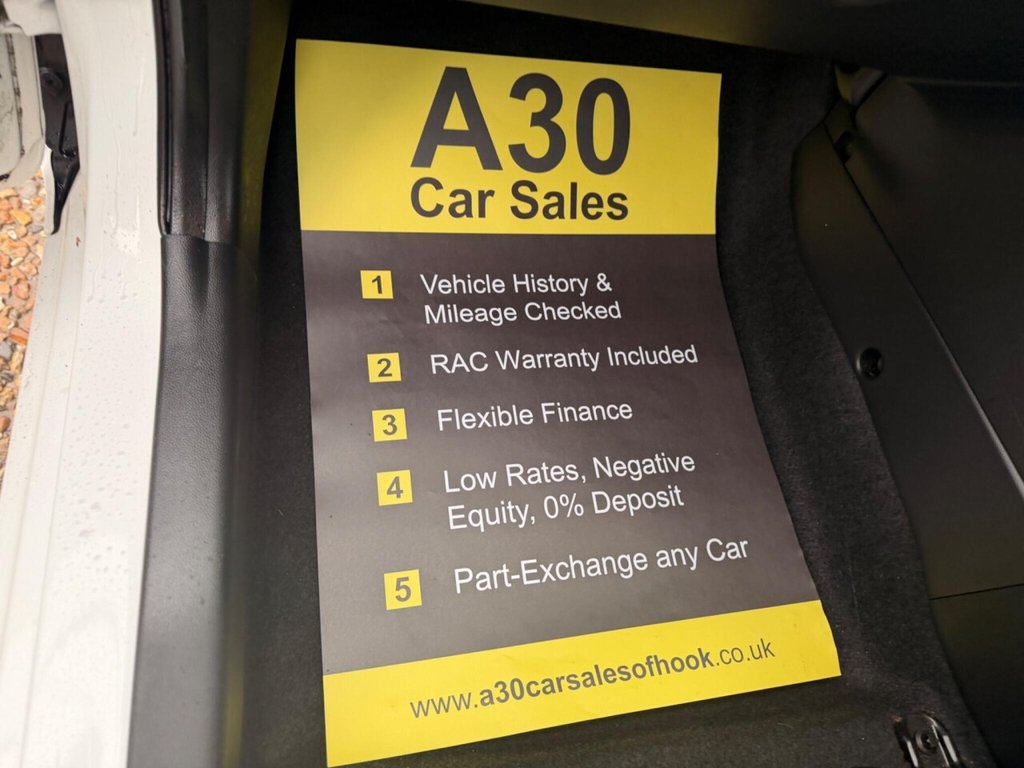 A30
Car Sales
1 Vehicle History &
Mileage Checked
2 RAC Warranty Included
3 Flexible Finance
4 Low Rates, Negative
Equity, 0% Deposit
5 Part-Exchange any Car
www.a30carsalesofhook.co.uk